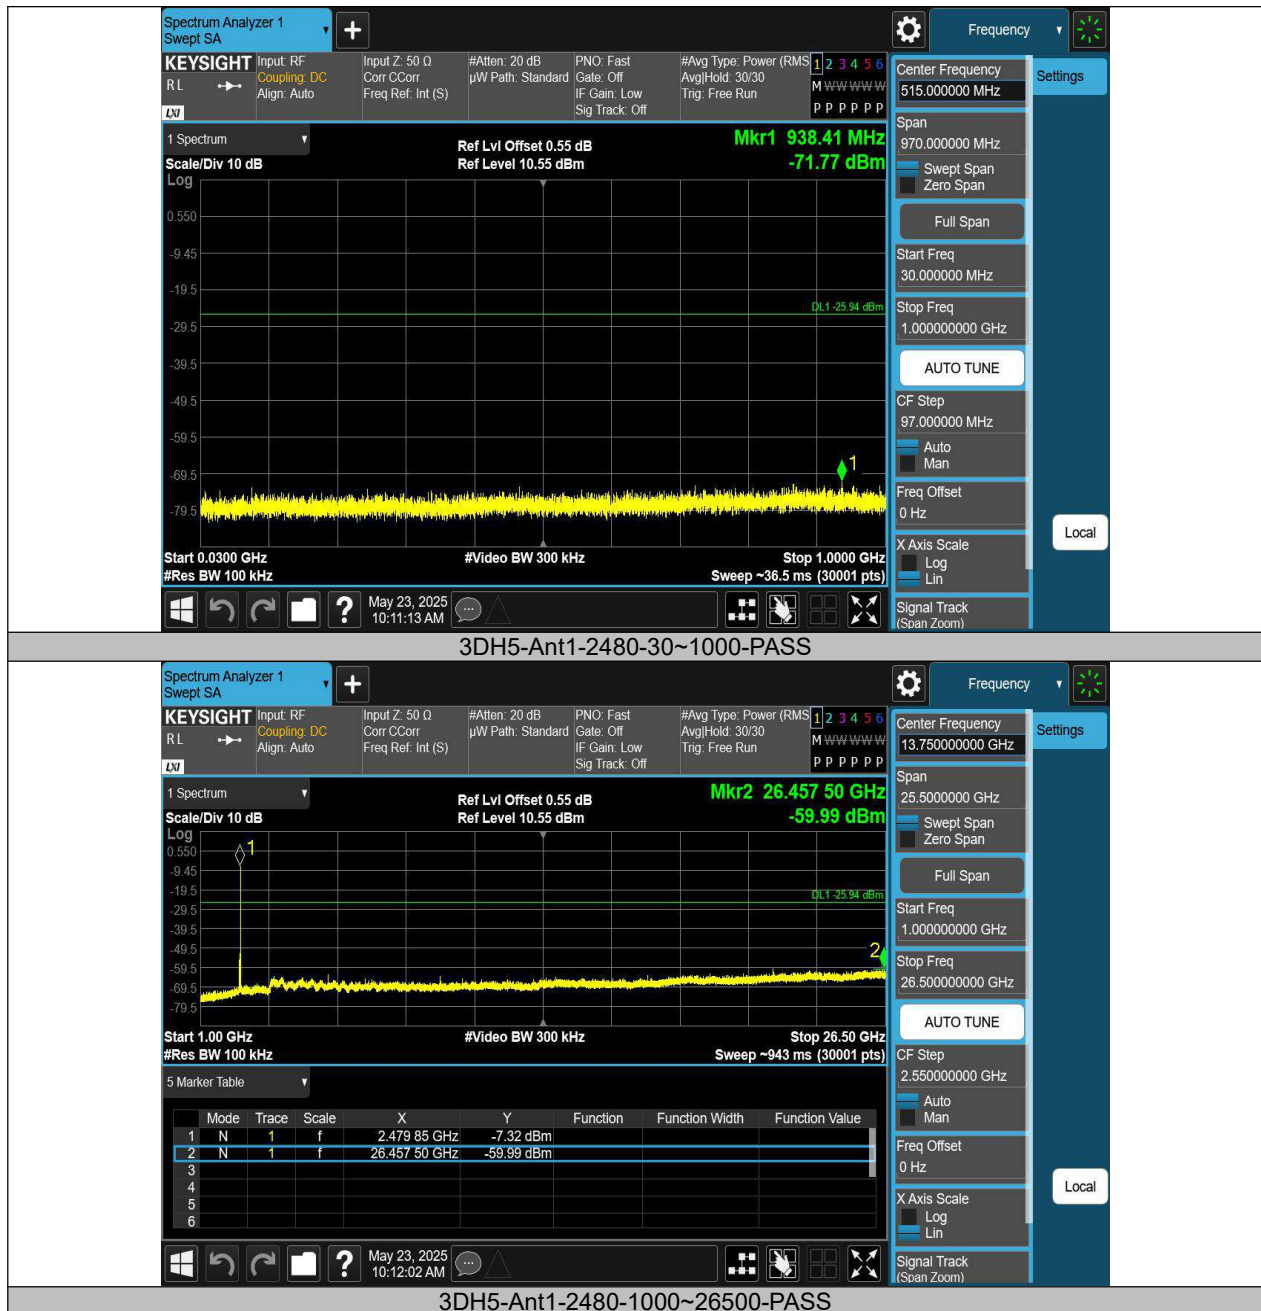 Spectrum Analyzer 1
Swept SA
Frequency
KEYSIGHT
R L
LXI
Input: RF
Coupling: DC
Align: Auto
Input Z: 50 Ω
Corr CCorr
Freq Ref: Int (S)
#Atten: 20 dB
µW Path: Standard
PNO: Fast
Gate: Off
IF Gain: Low
Sig Track: Off
#Avg Type: Power (RMS
Avg|Hold: 30/30
Trig: Free Run
1 2 3 4 5 6
M W W W W W
P P P P P P
1 Spectrum
Scale/Div 10 dB
Log
Ref Lvl Offset 0.55 dB
Ref Level 10.55 dBm
Mkr1 938.41 MHz
-71.77 dBm
0.550
-9.45
-19.5
-29.5
-39.5
-49.5
-59.5
-69.5
-79.5
DL1 -25.94 dBm
1
Start 0.0300 GHz
#Res BW 100 kHz
#Video BW 300 kHz
Stop 1.0000 GHz
Sweep ~36.5 ms (30001 pts)
May 23, 2025
10:11:13 AM
Center Frequency
515.000000 MHz
Span
970.000000 MHz
Swept Span
Zero Span
Full Span
Start Freq
30.000000 MHz
Stop Freq
1.000000000 GHz
AUTO TUNE
CF Step
97.000000 MHz
Auto
Man
Freq Offset
0 Hz
X Axis Scale
Log
Lin
Signal Track
(Span Zoom)
Settings
Local
3DH5-Ant1-2480-30~1000-PASS
Spectrum Analyzer 1
Swept SA
Frequency
KEYSIGHT
R L
LXI
Input: RF
Coupling: DC
Align: Auto
Input Z: 50 Ω
Corr CCorr
Freq Ref: Int (S)
#Atten: 20 dB
µW Path: Standard
PNO: Fast
Gate: Off
IF Gain: Low
Sig Track: Off
#Avg Type: Power (RMS
Avg|Hold: 30/30
Trig: Free Run
1 2 3 4 5 6
M W W W W W
P P P P P P
1 Spectrum
Scale/Div 10 dB
Log
Ref Lvl Offset 0.55 dB
Ref Level 10.55 dBm
Mkr2 26.457 50 GHz
-59.99 dBm
0.550
-9.45
-19.5
-29.5
-39.5
-49.5
-59.5
-69.5
-79.5
1
DL1 -25.94 dBm
2
Start 1.00 GHz
#Res BW 100 kHz
#Video BW 300 kHz
Stop 26.50 GHz
Sweep ~943 ms (30001 pts)
5 Marker Table
Mode Trace Scale X Y Function Function Width Function Value
1 N 1 f 2.479 85 GHz -7.32 dBm
2 N 1 f 26.457 50 GHz -59.99 dBm
3
4
5
6
May 23, 2025
10:12:02 AM
Center Frequency
13.750000000 GHz
Span
25.5000000 GHz
Swept Span
Zero Span
Full Span
Start Freq
1.000000000 GHz
Stop Freq
26.500000000 GHz
AUTO TUNE
CF Step
2.550000000 GHz
Auto
Man
Freq Offset
0 Hz
X Axis Scale
Log
Lin
Signal Track
(Span Zoom)
Settings
Local
3DH5-Ant1-2480-1000~26500-PASS